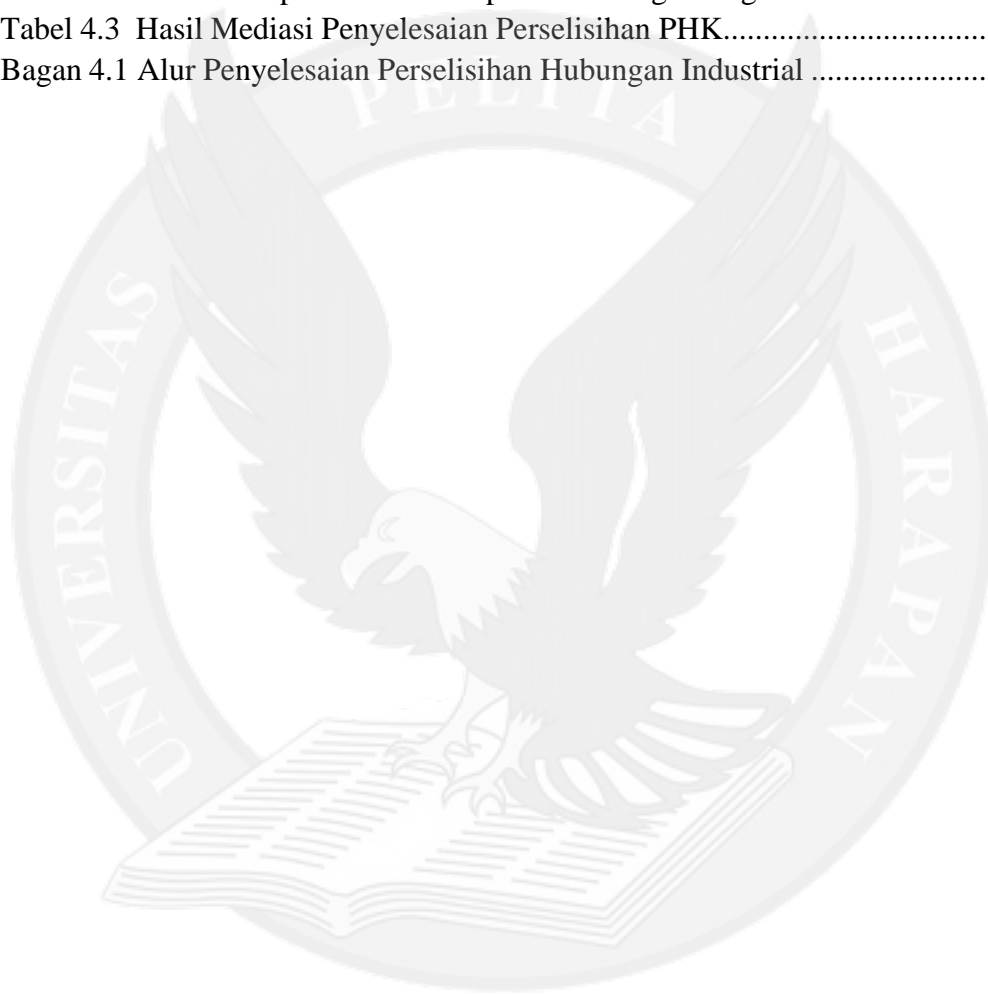 Tabel 4.3 Hasil Mediasi Penyelesaian Perselisihan PHK.................................
Bagan 4.1 Alur Penyelesaian Perselisihan Hubungan Industrial ......................
UNIVERSITAS PELITA HARAPAN